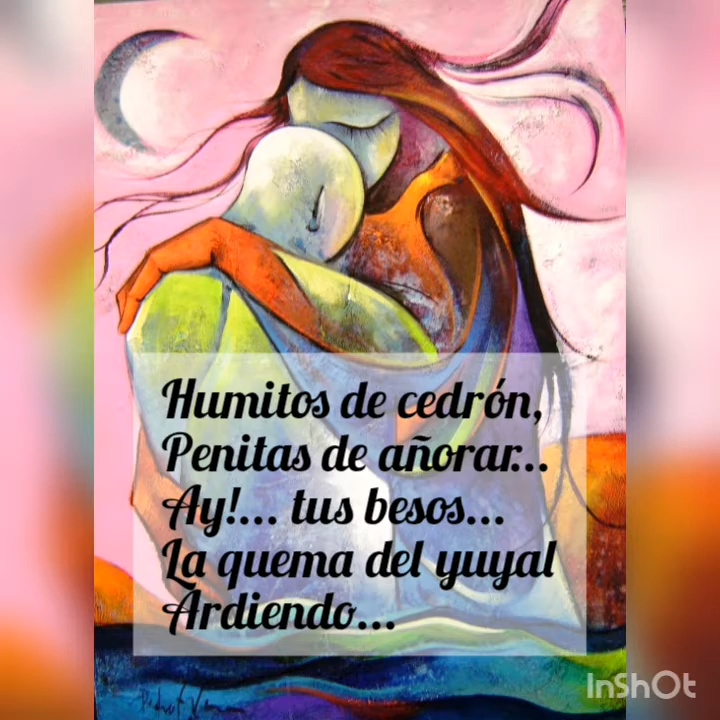 Humitos de cedrón,
Penitas de añorar...
Ay!... tus besos...
La quema del yuyal
Ardiendo...
InShOt